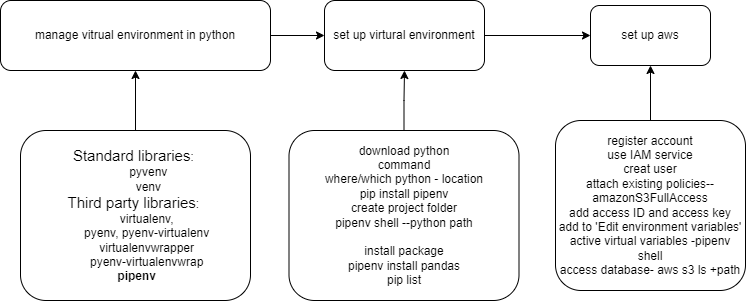 manage vitrual environment in python
set up virtural environment
set up aws
Standard libraries:
pyvenv
venv
Third party libraries:
virtualenv,
pyenv, pyenv-virtualenv
virtualenvwrapper
pyenv-virtualenvwrap
pipenv
download python
command
where/which python - location
pip install pipenv
create project folder
pipenv shell --python path
install package
pipenv install pandas
pip list
register account
use IAM service
creat user
attach existing policies--
amazonS3FullAccess
add access ID and access key
add to 'Edit environment variables'
active virtual variables -pipenv
shell
access database- aws s3 ls +path